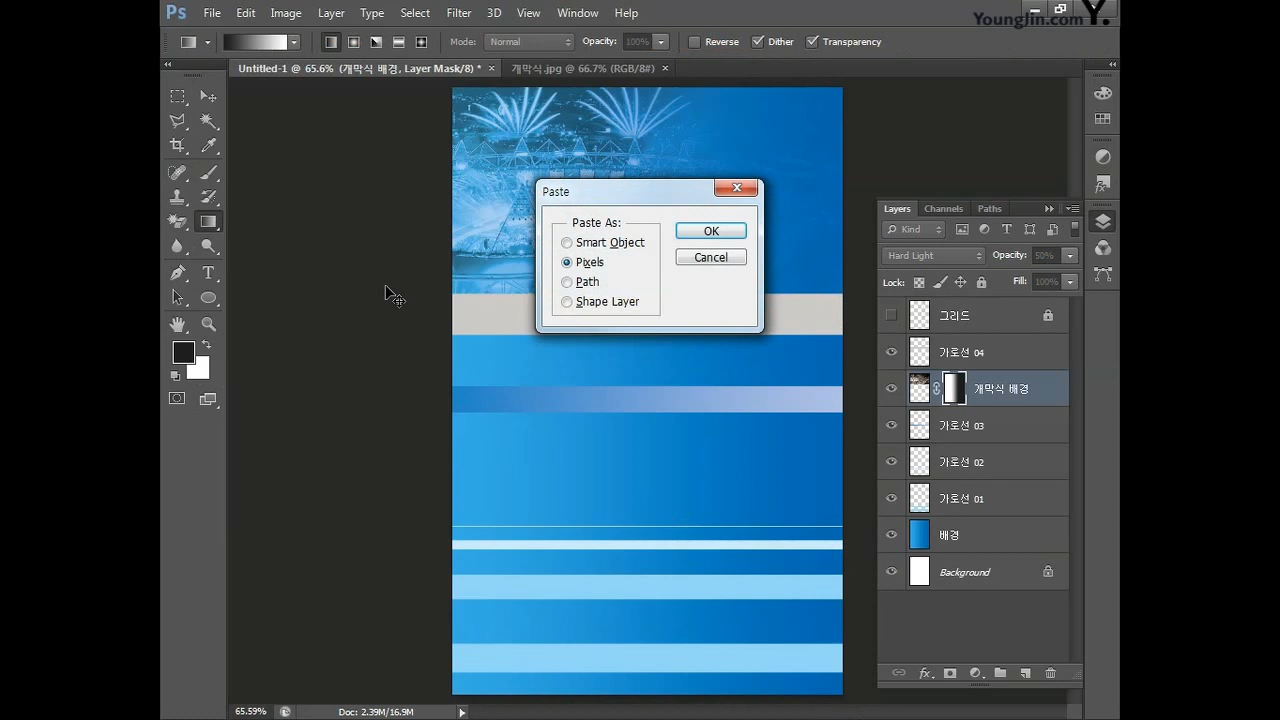 Ps File Edit Image Layer Type Select Filter 3D View Window Help
YoungJin.com Y.
Mode: Normal Opacity: 100% Reverse Dither Transparency
Untitled-1 @ 65.6% (개막식 배경, Layer Mask/8) * × 개막식.jpg @ 66.7% (RGB/8#) ×
Paste
Paste As:
Smart Object
Pixels
Path
Shape Layer
OK
Cancel
Layers Channels Paths
Kind
Hard Light Opacity: 50%
Lock: Fill: 100%
그리드
가로선 04
개막식 배경
가로선 03
가로선 02
가로선 01
배경
Background
65.59% Doc: 2.39M/16.9M